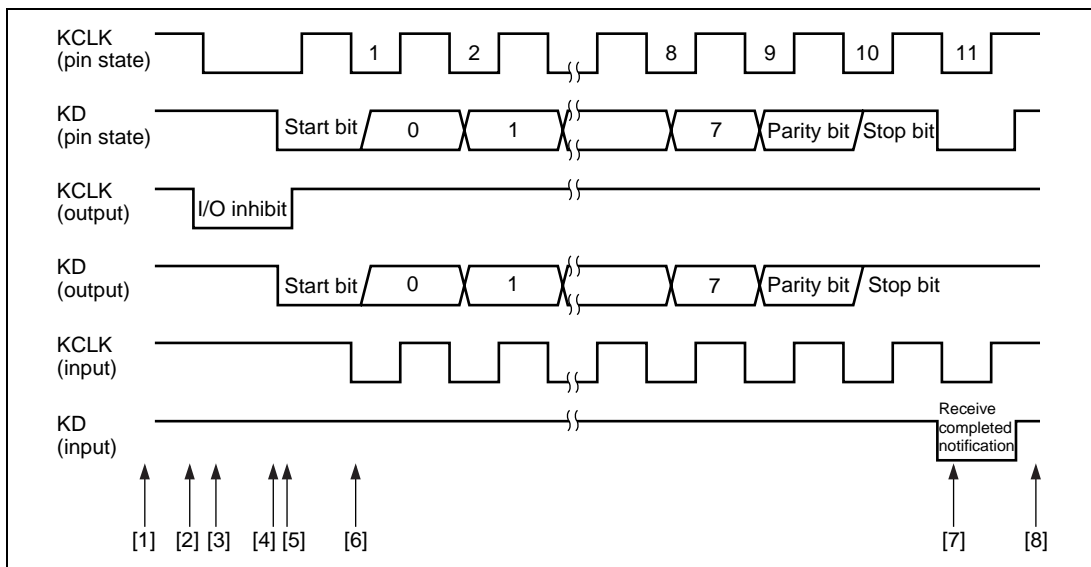 KCLK
(pin state)
1 2 8 9 10 11
KD
(pin state)
Start bit 0 1 7 Parity bit Stop bit
KCLK
(output)
I/O inhibit
KD
(output)
Start bit 0 1 7 Parity bit Stop bit
KCLK
(input)
KD
(input)
Receive
completed
notification
[1] [2] [3] [4] [5] [6] [7] [8]